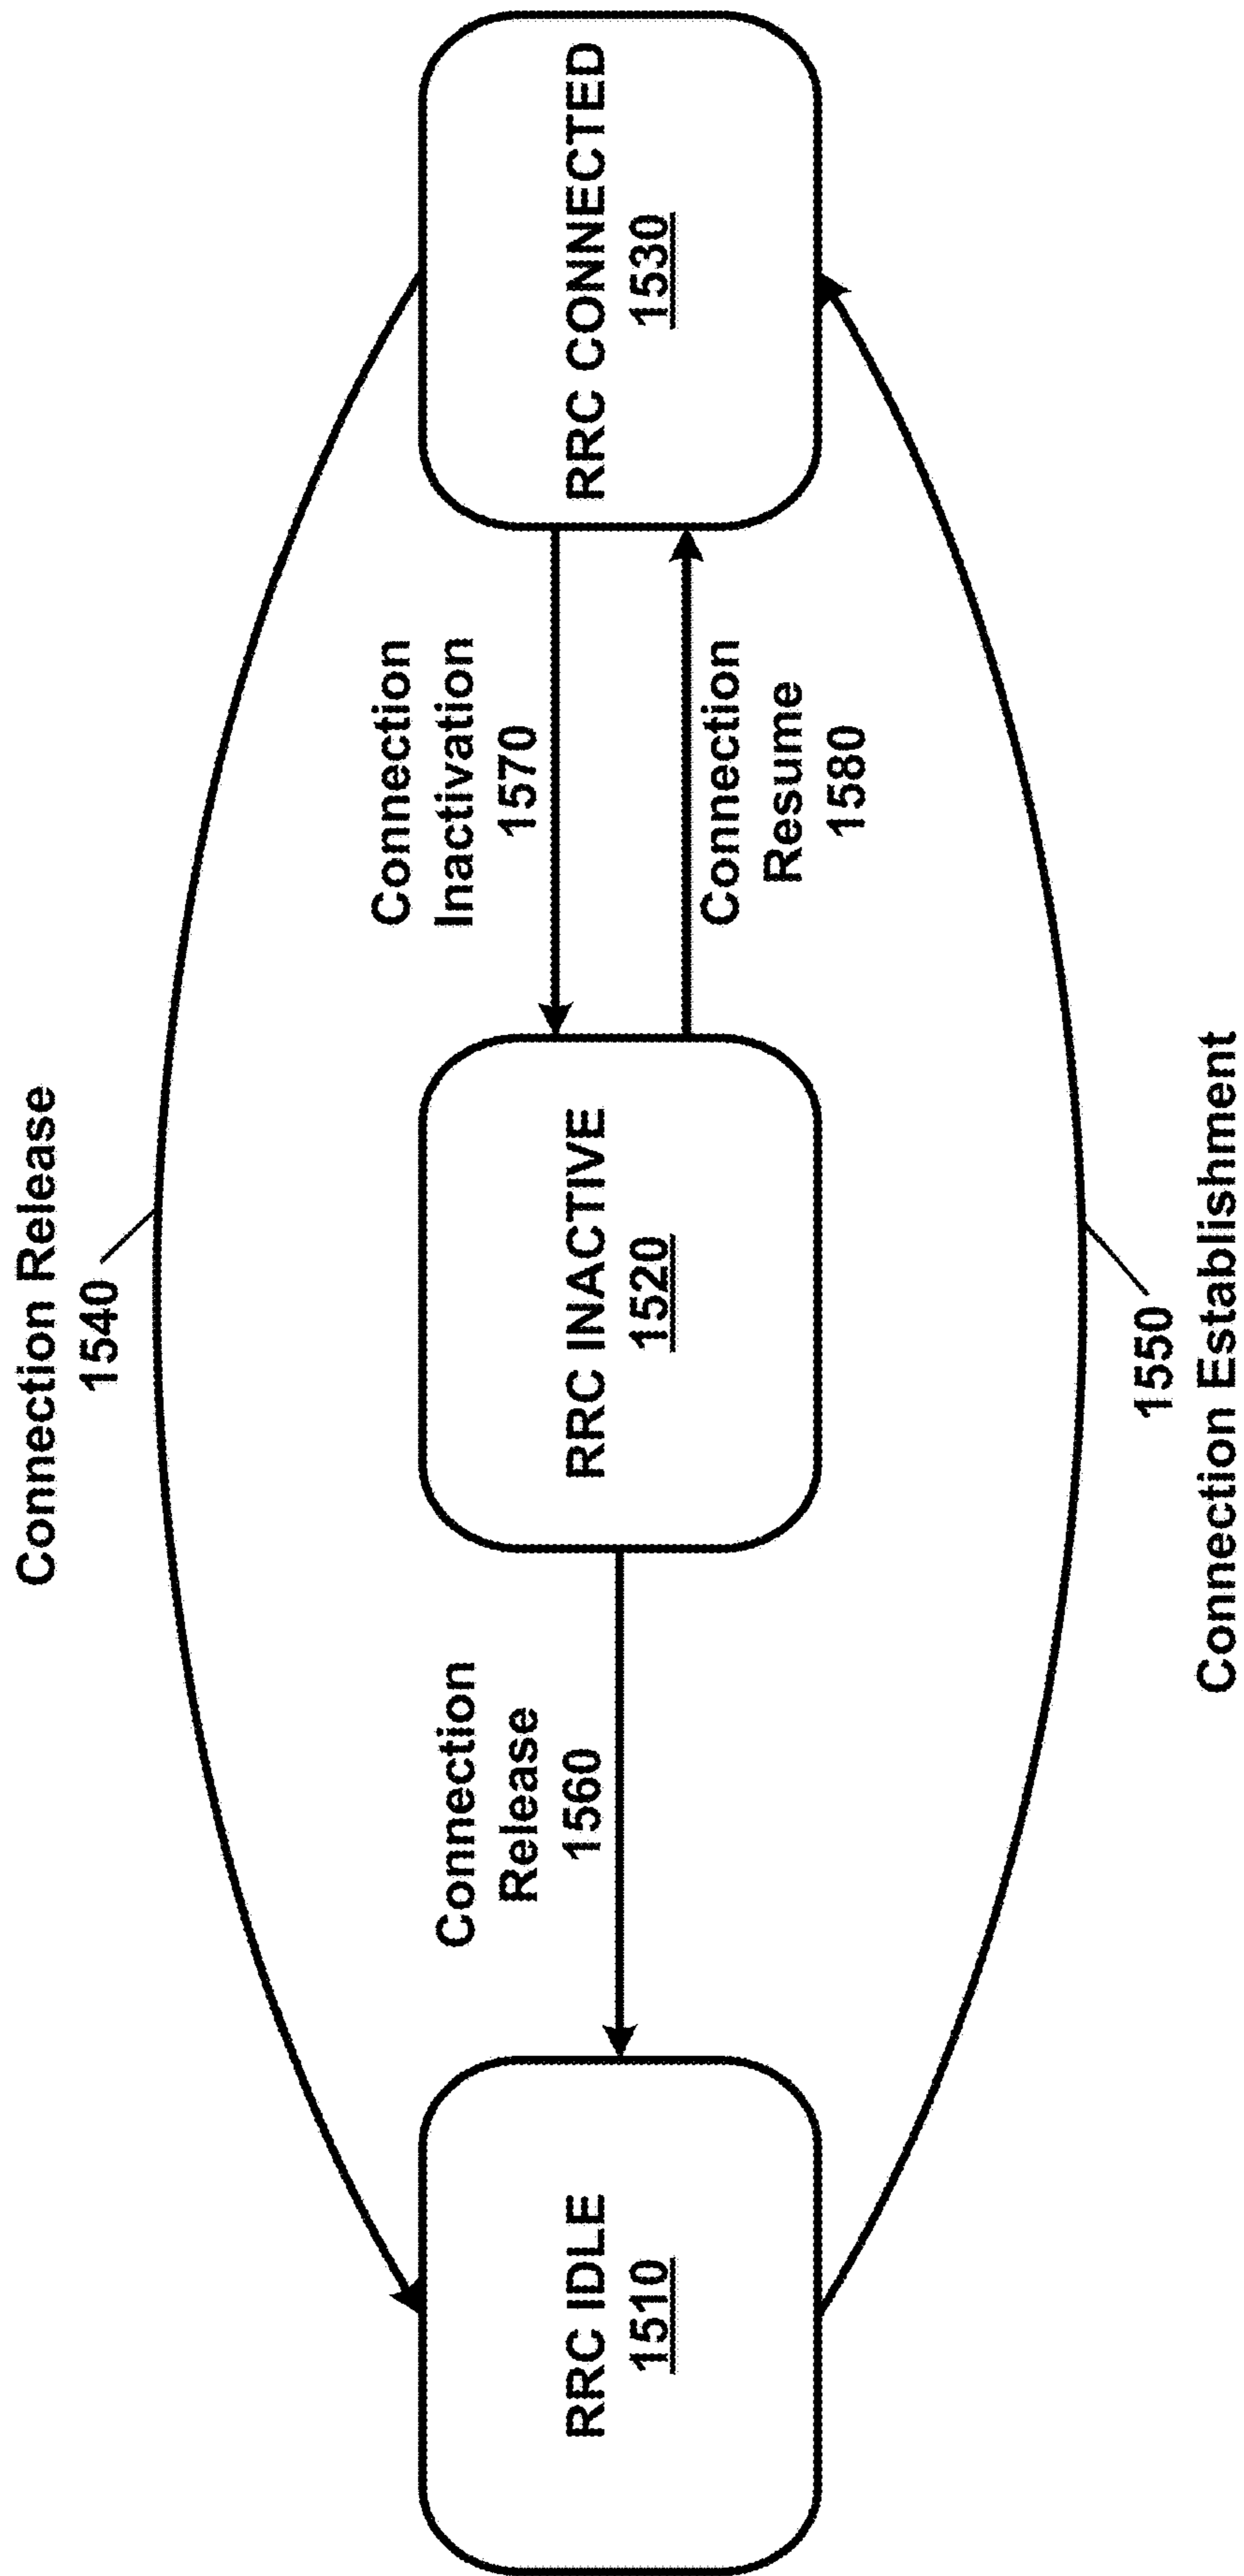 Connection Release
1540
RRC IDLE
1510
Connection
Release
1560
RRC INACTIVE
1520
Connection
Inactivation
1570
Connection
Resume
1580
RRC CONNECTED
1530
1550
Connection Establishment